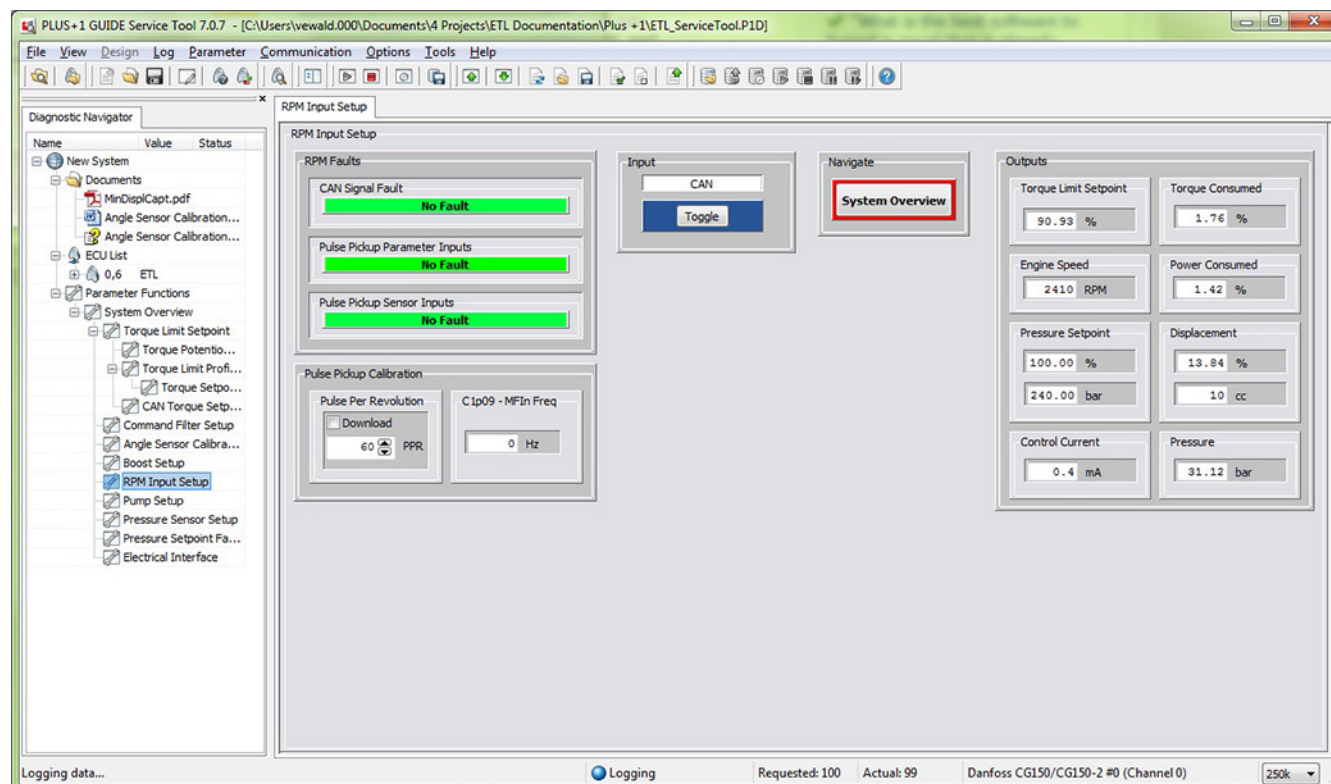 PLUS+1 GUIDE Service Tool 7.0.7 - [C:\Users\vewald.000\Documents\4 Projects\ETL Documentation\Plus +1\ETL_ServiceTool.P1D]
File View Design Log Parameter Communication Options Tools Help
Diagnostic Navigator
Name Value Status
New System
Documents
MinDisplCapt.pdf
Angle Sensor Calibration...
Angle Sensor Calibration...
ECU List
0,6 ETL
Parameter Functions
System Overview
Torque Limit Setpoint
Torque Potentio...
Torque Limit Profi...
Torque Setpo...
CAN Torque Setp...
Command Filter Setup
Angle Sensor Calibra...
Boost Setup
RPM Input Setup
Pump Setup
Pressure Sensor Setup
Pressure Setpoint Fa...
Electrical Interface
RPM Input Setup
RPM Input Setup
RPM Faults
CAN Signal Fault
No Fault
Pulse Pickup Parameter Inputs
No Fault
Pulse Pickup Sensor Inputs
No Fault
Pulse Pickup Calibration
Pulse Per Revolution
Download
60 PPR
C1p09 - MFIn Freq
0 Hz
Input
CAN
Toggle
Navigate
System Overview
Outputs
Torque Limit Setpoint Torque Consumed
90.93 % 1.76 %
Engine Speed Power Consumed
2410 RPM 1.42 %
Pressure Setpoint Displacement
100.00 % 13.84 %
240.00 bar 10 cc
Control Current Pressure
0.4 mA 31.12 bar
Logging data... Logging Requested: 100 Actual: 99 Danfoss CG150/CG150-2 #0 (Channel 0) 250k